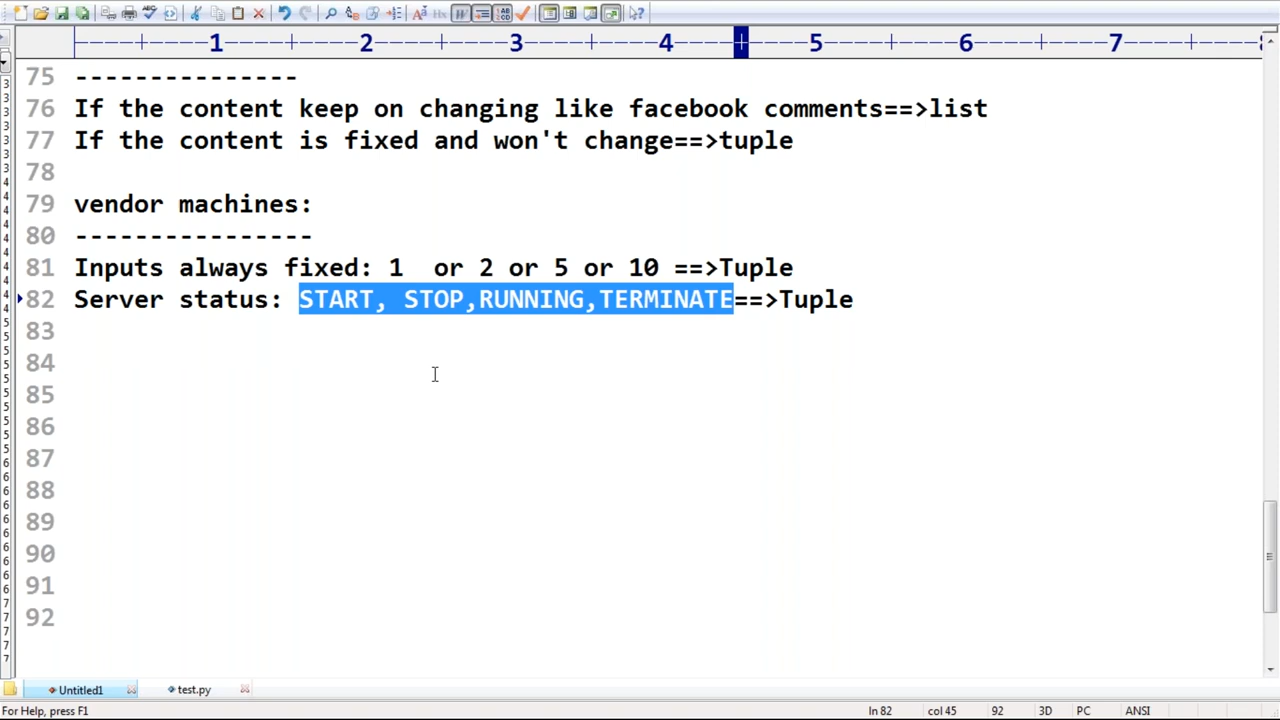 1 2 3 4 5 6 7
75 ---------------
76 If the content keep on changing like facebook comments==>list
77 If the content is fixed and won't change==>tuple
78
79 vendor machines:
80 ----------------
81 Inputs always fixed: 1  or 2 or 5 or 10 ==>Tuple
82 Server status: START, STOP,RUNNING,TERMINATE==>Tuple
83
84
85
86
87
88
89
90
91
92
Untitled1 test.py
For Help, press F1 ln 82 col 45 92 3D PC ANSI